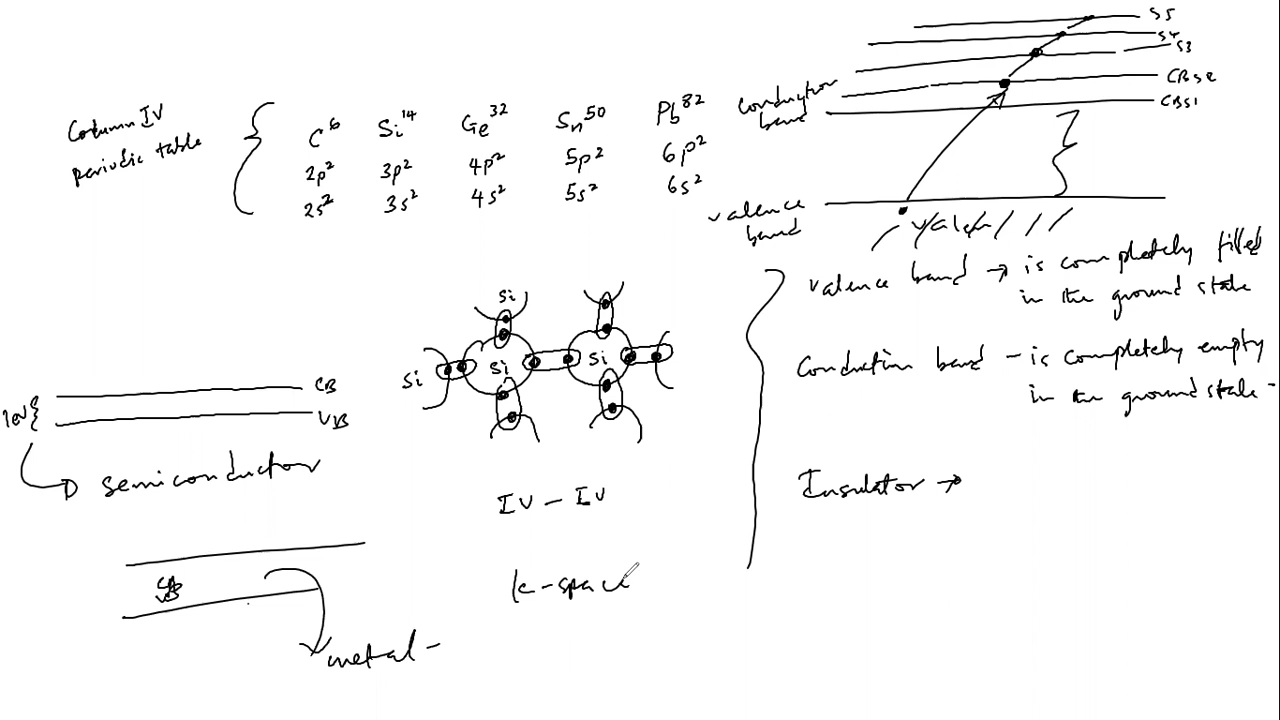 Column IV
periodic table
C⁶ Si¹⁴ Ge³² Sn⁵⁰ Pb⁸²
2p² 3p² 4p² 5p² 6p²
2s² 3s² 4s² 5s² 6s²
S5
S4
S3
CBS2
CBS1
conduction
band
valence
band
valence band → is completely filled
in the ground state
Conduction band - is completely empty
in the ground state -
Insulator →
Si
Si
Si
Si
IV - IV
k-space
1eV
CB
VB
semiconductor
CB
VB
metal -